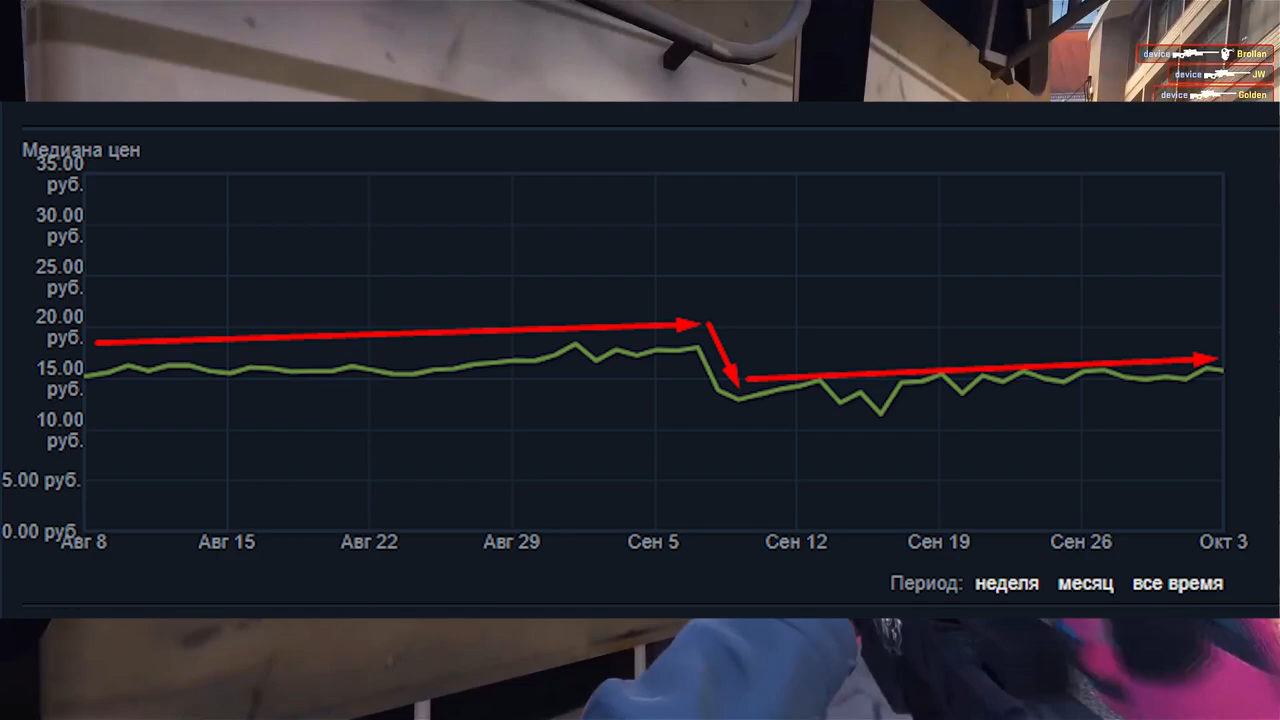 device Brollan
device JW
device Golden
Медиана цен
35.00
руб.
30.00
руб.
25.00
руб.
20.00
руб.
15.00
руб.
10.00
руб.
5.00 руб.
0.00 руб.
Авг 8 Авг 15 Авг 22 Авг 29 Сен 5 Сен 12 Сен 19 Сен 26 Окт 3
Период: неделя месяц все время